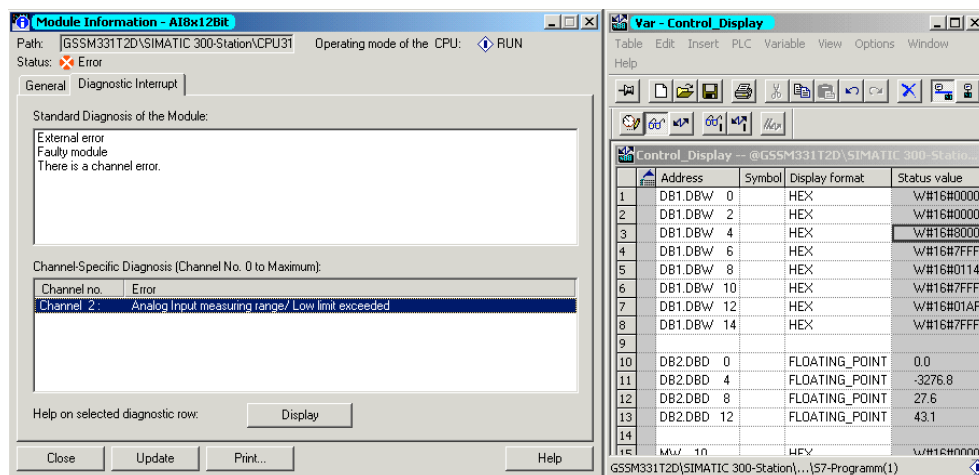 Module Information - AI8x12Bit
Path: GSSM331T2D\SIMATIC 300-Station\CPU31 Operating mode of the CPU: RUN
Status: Error
General Diagnostic Interrupt
Standard Diagnosis of the Module:
External error
Faulty module
There is a channel error.
Channel-Specific Diagnosis (Channel No. 0 to Maximum):
Channel no. Error
Channel 2 : Analog Input measuring range/ Low limit exceeded
Help on selected diagnostic row: Display
Close Update Print... Help
Var - Control_Display
Table Edit Insert PLC Variable View Options Window
Help
Control_Display -- @GSSM331T2D\SIMATIC 300-Statio...
Address Symbol Display format Status value
1 DB1.DBW 0 HEX W#16#0000
2 DB1.DBW 2 HEX W#16#0000
3 DB1.DBW 4 HEX W#16#8000
4 DB1.DBW 6 HEX W#16#7FFF
5 DB1.DBW 8 HEX W#16#0114
6 DB1.DBW 10 HEX W#16#7FFF
7 DB1.DBW 12 HEX W#16#01AF
8 DB1.DBW 14 HEX W#16#7FFF
9
10 DB2.DBD 0 FLOATING_POINT 0.0
11 DB2.DBD 4 FLOATING_POINT -3276.8
12 DB2.DBD 8 FLOATING_POINT 27.6
13 DB2.DBD 12 FLOATING_POINT 43.1
14
15 MW 10 HEX W#16#000
GSSM331T2D\SIMATIC 300-Station\...\S7-Programm(1)